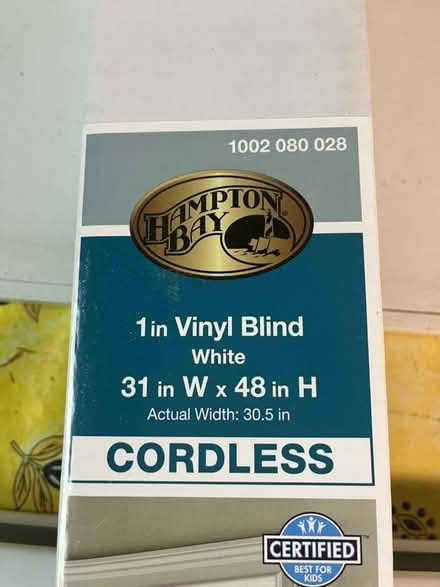 1002 080 028
HAMPTON
BAY
1in Vinyl Blind
White
31 in W x 48 in H
Actual Width: 30.5 in
CORDLESS
CERTIFIED
BEST FOR
KIDS